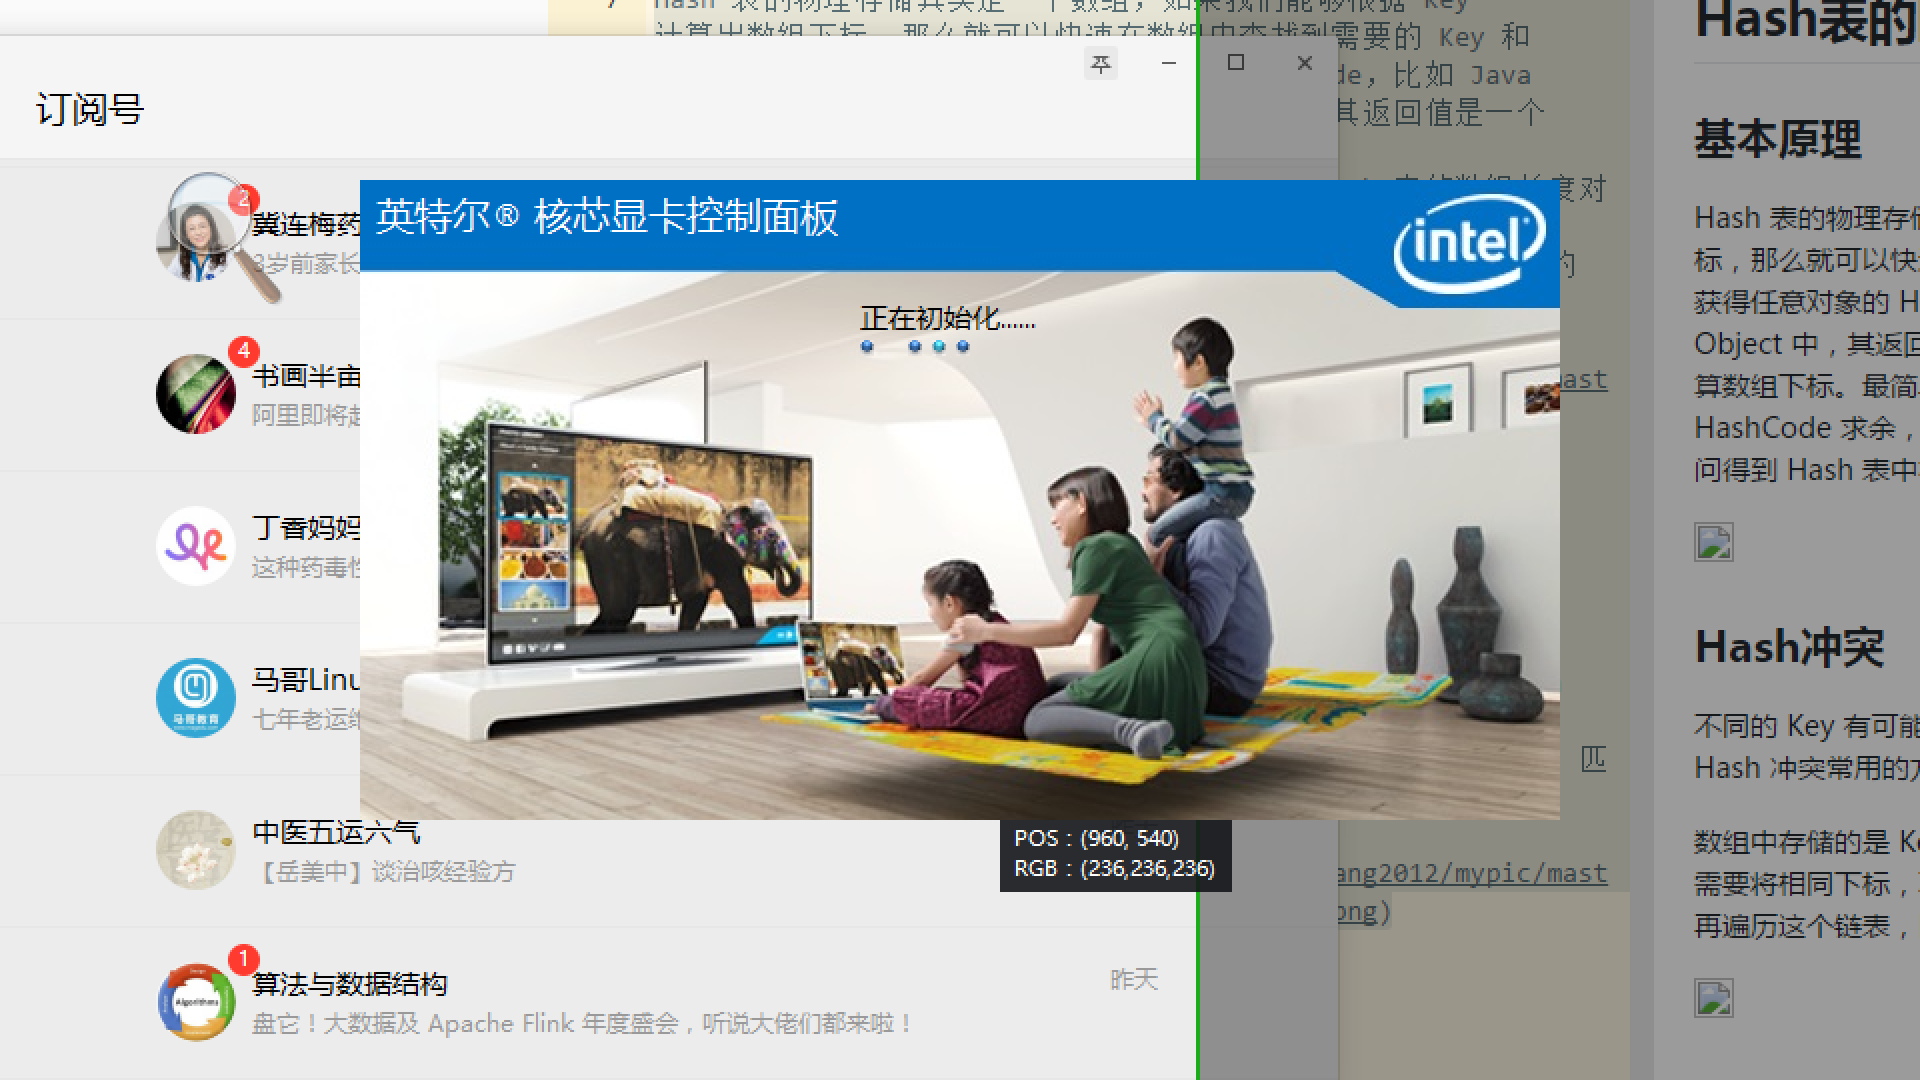 计算出数组下标，那么就可以快速在数组中查找到需要的 Key 和
de，比如 Java
其返回值是一个
度对
的
ast
匹
ang2012/mypic/mast
png)
订阅号
2
冀连梅药
3岁前家长
4
书画半亩
阿里即将起
丁香妈妈
这种药毒性
马哥Linu
七年老运维
马哥教育
中医五运六气
【岳美中】谈治咳经验方
1
算法与数据结构
昨天
盘它！大数据及 Apache Flink 年度盛会，听说大佬们都来啦！
Algorithms
英特尔® 核芯显卡控制面板
intel
正在初始化......
POS：(960, 540)
RGB：(236,236,236)
Hash表的
基本原理
Hash 表的物理存储
标，那么就可以快
获得任意对象的 H
Object 中，其返回
算数组下标。最简
HashCode 求余，
问得到 Hash 表中
Hash冲突
不同的 Key 有可能
Hash 冲突常用的方
数组中存储的是 Ke
需要将相同下标，
再遍历这个链表，